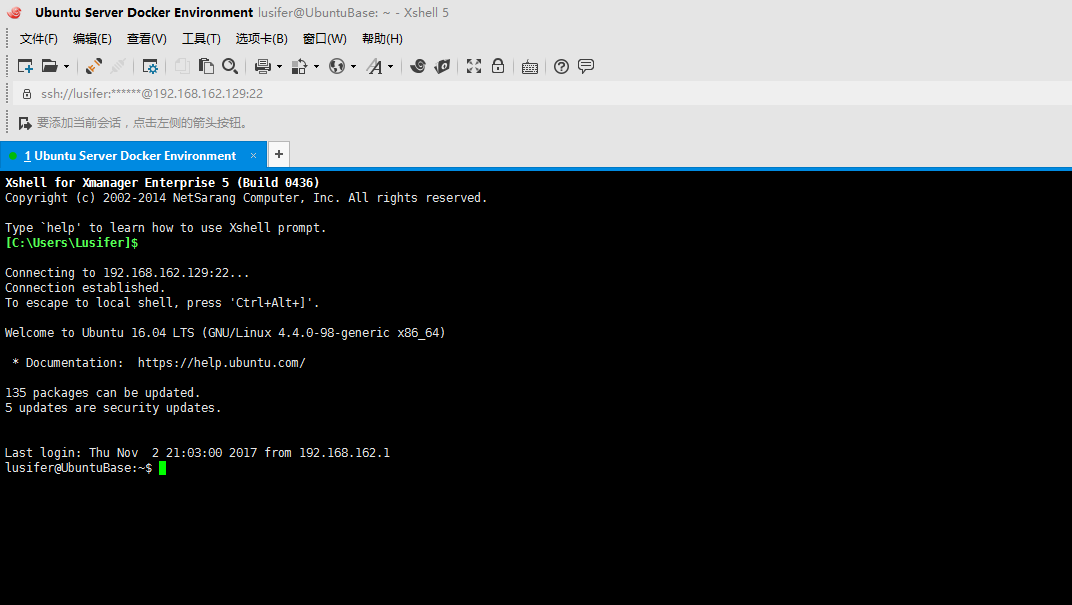 Ubuntu Server Docker Environment lusifer@UbuntuBase: ~ - Xshell 5
文件(F) 编辑(E) 查看(V) 工具(T) 选项卡(B) 窗口(W) 帮助(H)
ssh://lusifer:******@192.168.162.129:22
要添加当前会话，点击左侧的箭头按钮。
1 Ubuntu Server Docker Environment × +
Xshell for Xmanager Enterprise 5 (Build 0436)
Copyright (c) 2002-2014 NetSarang Computer, Inc. All rights reserved.
Type `help' to learn how to use Xshell prompt.
[C:\Users\Lusifer]$
Connecting to 192.168.162.129:22...
Connection established.
To escape to local shell, press 'Ctrl+Alt+]'.
Welcome to Ubuntu 16.04 LTS (GNU/Linux 4.4.0-98-generic x86_64)
* Documentation:  https://help.ubuntu.com/
135 packages can be updated.
5 updates are security updates.
Last login: Thu Nov  2 21:03:00 2017 from 192.168.162.1
lusifer@UbuntuBase:~$